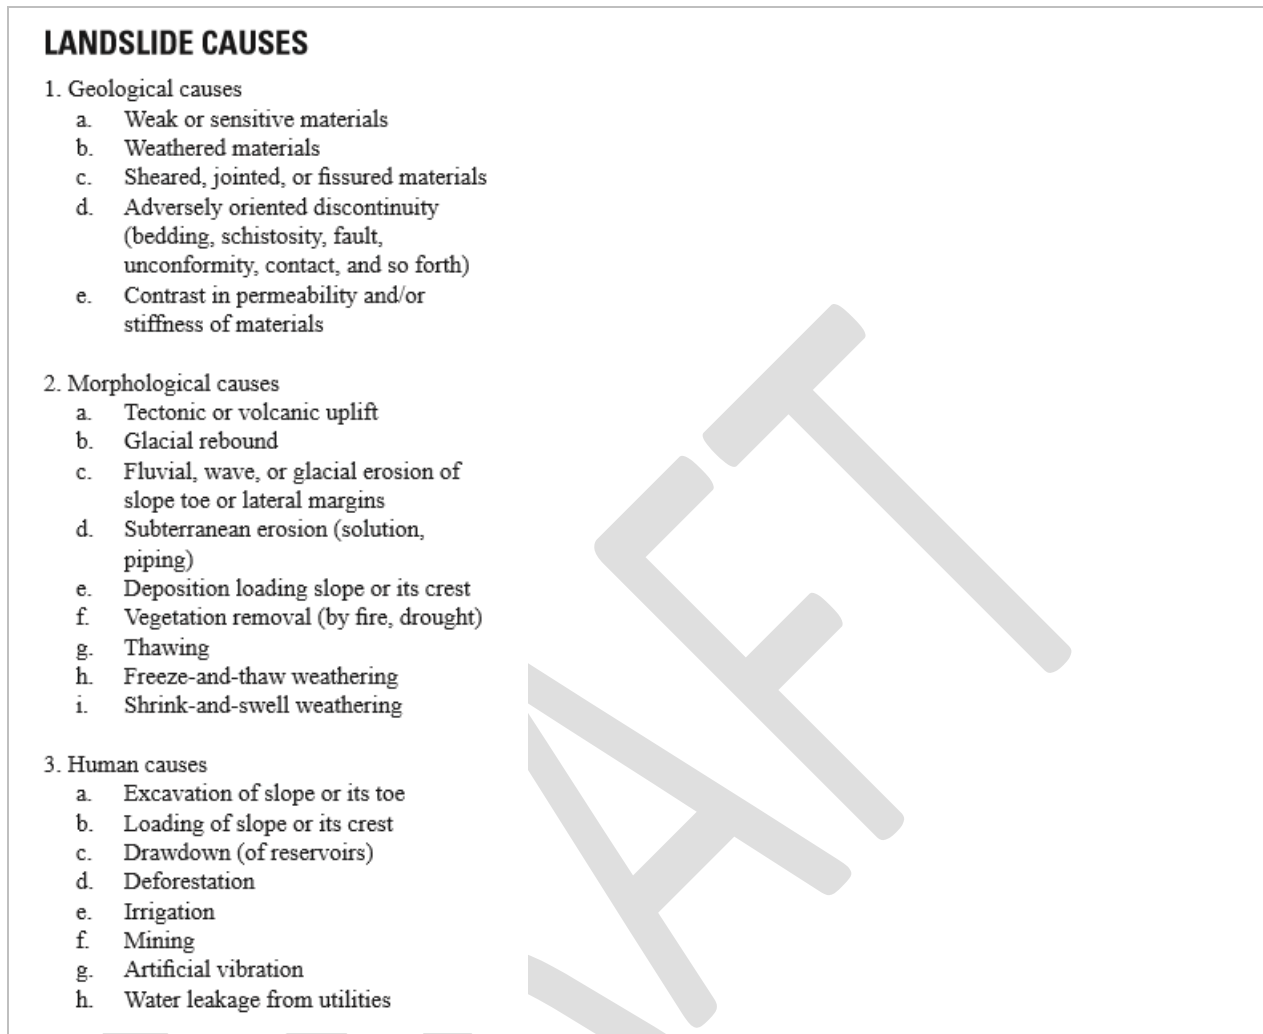 LANDSLIDE CAUSES
1. Geological causes
a. Weak or sensitive materials
b. Weathered materials
c. Sheared, jointed, or fissured materials
d. Adversely oriented discontinuity
(bedding, schistosity, fault,
unconformity, contact, and so forth)
e. Contrast in permeability and/or
stiffness of materials
2. Morphological causes
a. Tectonic or volcanic uplift
b. Glacial rebound
c. Fluvial, wave, or glacial erosion of
slope toe or lateral margins
d. Subterranean erosion (solution,
piping)
e. Deposition loading slope or its crest
f. Vegetation removal (by fire, drought)
g. Thawing
h. Freeze-and-thaw weathering
i. Shrink-and-swell weathering
3. Human causes
a. Excavation of slope or its toe
b. Loading of slope or its crest
c. Drawdown (of reservoirs)
d. Deforestation
e. Irrigation
f. Mining
g. Artificial vibration
h. Water leakage from utilities
AFT